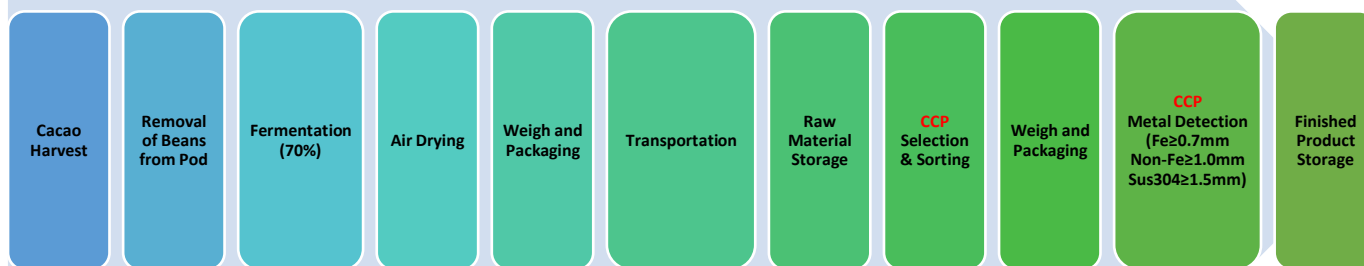 Cacao
Harvest
Removal
of Beans
from Pod
Fermentation
(70%)
Air Drying
Weigh and
Packaging
Transportation
Raw
Material
Storage
CCP
Selection
& Sorting
Weigh and
Packaging
CCP
Metal Detection
(Fe≥0.7mm
Non-Fe≥1.0mm
Sus304≥1.5mm)
Finished
Product
Storage